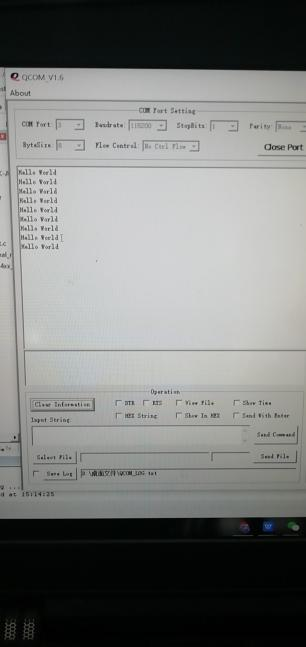 QCOM_V1.6
About
COM Port Setting
COM Port: 3 Baudrate: 115200 StopBits: 1 Parity: None
ByteSize: 8 Flow Control: No Ctrl Flow Close Port
Hello World
Hello World
Hello World
Hello World
Hello World
Hello World
Hello World
Hello World
Hello World
Operation
Clear Information DTR RTS View File Show Time
HEX String Show In HEX Send With Enter
Input String:
Send Command
Select File Send File
Save Log D:\桌面文件\QCOM_LOG.txt
d at 15:14:25